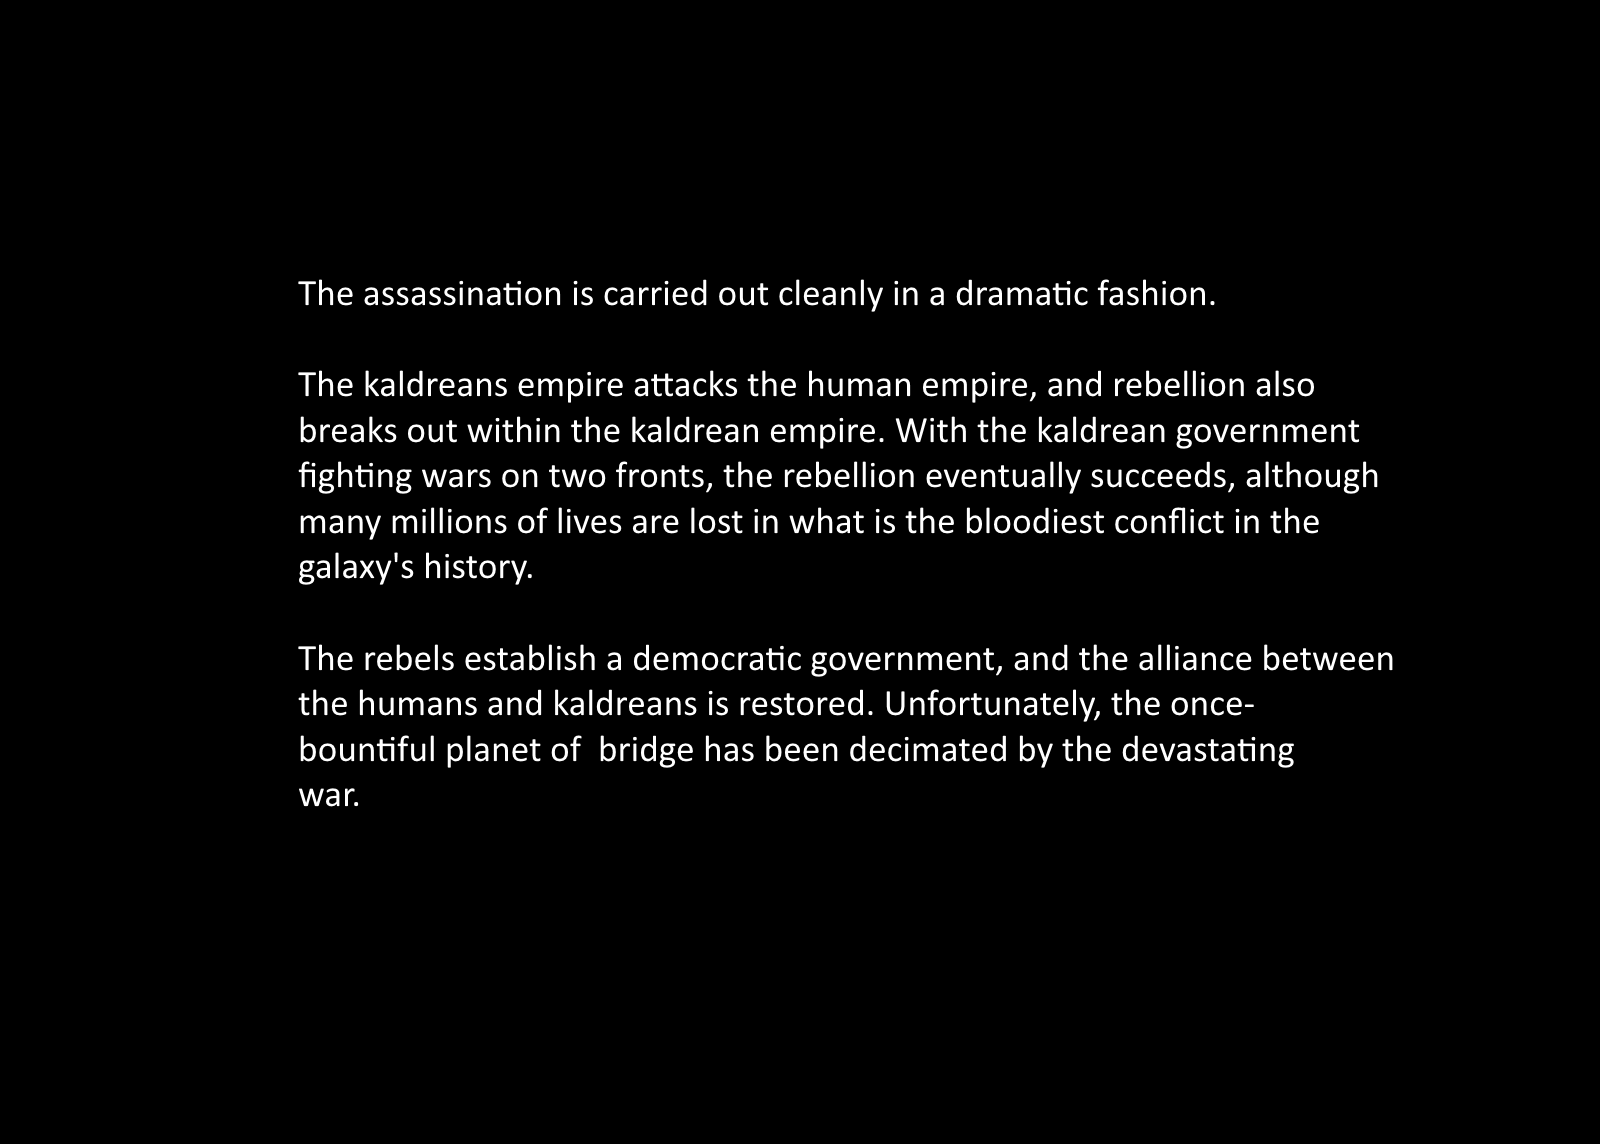 The assassination is carried out cleanly in a dramatic fashion.
The kaldreans empire attacks the human empire, and rebellion also
breaks out within the kaldrean empire. With the kaldrean government
fighting wars on two fronts, the rebellion eventually succeeds, although
many millions of lives are lost in what is the bloodiest conflict in the
galaxy's history.
The rebels establish a democratic government, and the alliance between
the humans and kaldreans is restored. Unfortunately, the once-
bountiful planet of  bridge has been decimated by the devastating
war.